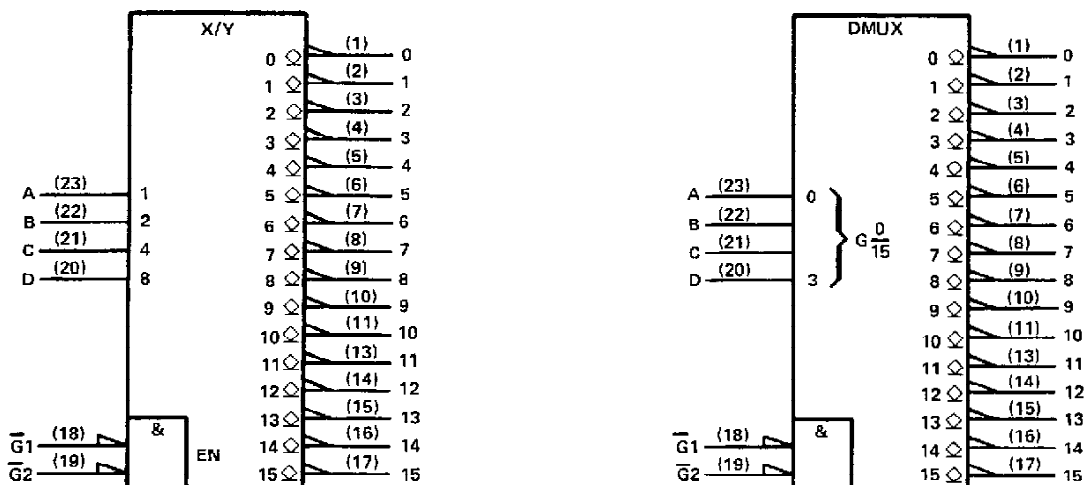 X/Y
0 (1) 0
1 (2) 1
2 (3) 2
3 (4) 3
4 (5) 4
A (23) 1 5 (6) 5
B (22) 2 6 (7) 6
C (21) 4 7 (8) 7
D (20) 8 8 (9) 8
9 (10) 9
10 (11) 10
11 (13) 11
12 (14) 12
& 13 (15) 13
G1 (18) EN 14 (16) 14
G2 (19) 15 (17) 15
DMUX
0 (1) 0
1 (2) 1
2 (3) 2
3 (4) 3
4 (5) 4
A (23) 0 5 (6) 5
B (22) G 0/15 6 (7) 6
C (21) 7 (8) 7
D (20) 3 8 (9) 8
9 (10) 9
10 (11) 10
11 (13) 11
12 (14) 12
& 13 (15) 13
G1 (18) 14 (16) 14
G2 (19) 15 (17) 15